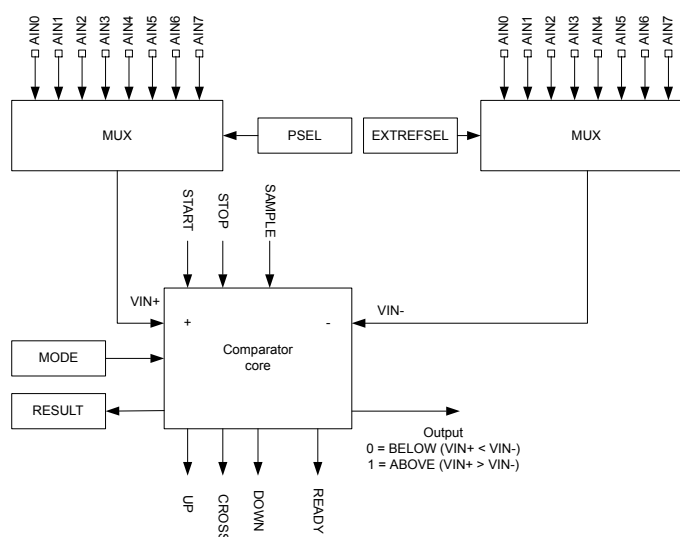 AIN0 AIN1 AIN2 AIN3 AIN4 AIN5 AIN6 AIN7
AIN0 AIN1 AIN2 AIN3 AIN4 AIN5 AIN6 AIN7
MUX
PSEL
EXTREFSEL
MUX
START
STOP
SAMPLE
VIN+
VIN-
+
-
Comparator
core
MODE
RESULT
Output
0 = BELOW (VIN+ < VIN-)
1 = ABOVE (VIN+ > VIN-)
UP
CROSS
DOWN
READY